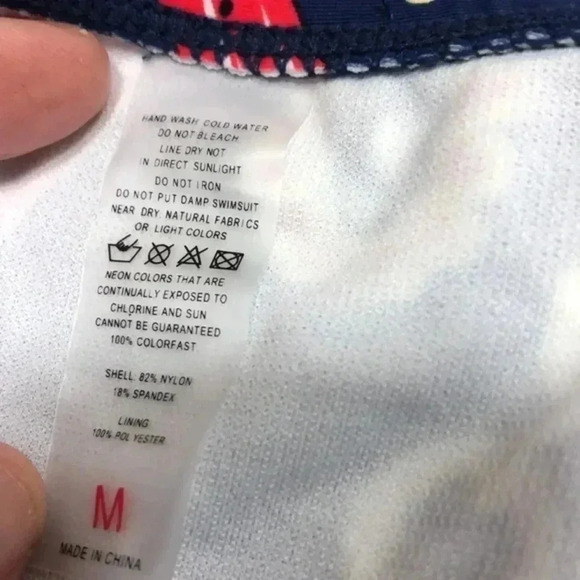 HAND WASH COLD WATER
DO NOT BLEACH
LINE DRY NOT
IN DIRECT SUNLIGHT
DO NOT IRON
DO NOT PUT DAMP SWIMSUIT
NEAR DRY. NATURAL FABRICS
OR LIGHT COLORS
NEON COLORS THAT ARE
CONTINUALLY EXPOSED TO
CHLORINE AND SUN
CANNOT BE GUARANTEED
100% COLORFAST
SHELL: 82% NYLON
18% SPANDEX
LINING:
100% POLYESTER
M
MADE IN CHINA